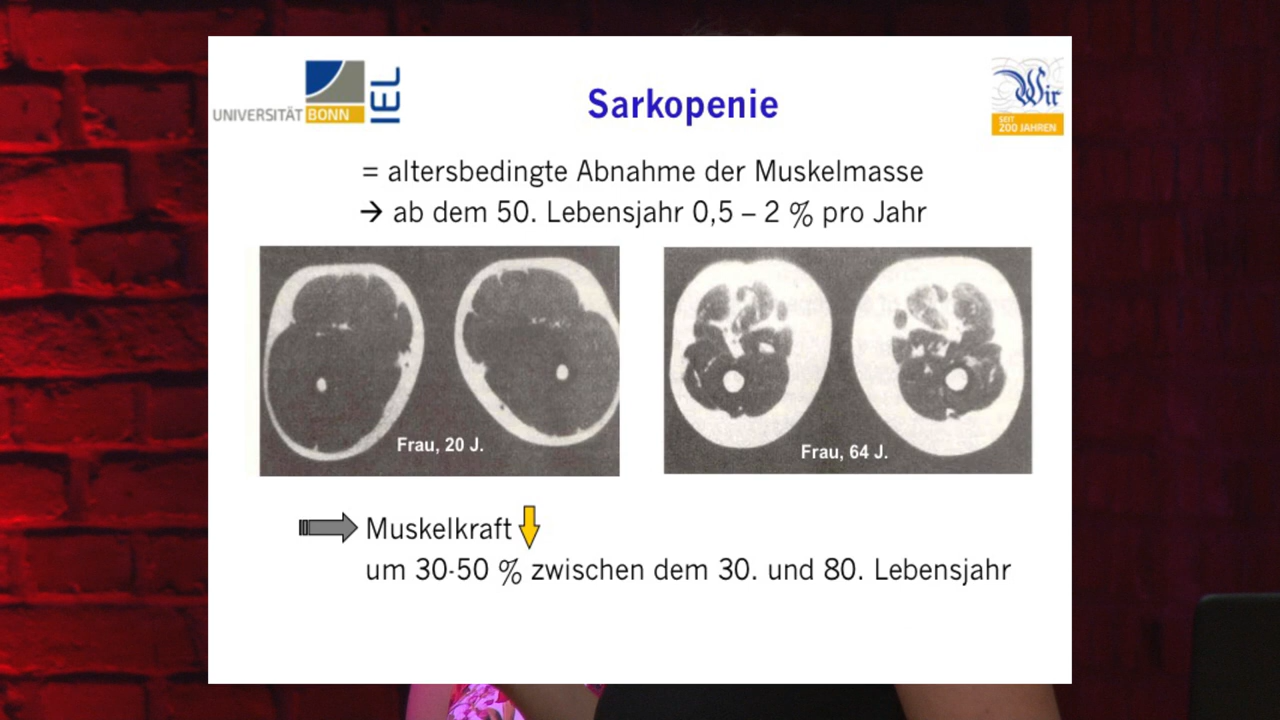 UNIVERSITÄT BONN
IEL
Wir
SEIT
200 JAHREN
Sarkopenie
= altersbedingte Abnahme der Muskelmasse
→ ab dem 50. Lebensjahr 0,5 – 2 % pro Jahr
Frau, 20 J.
Frau, 64 J.
Muskelkraft
um 30-50 % zwischen dem 30. und 80. Lebensjahr